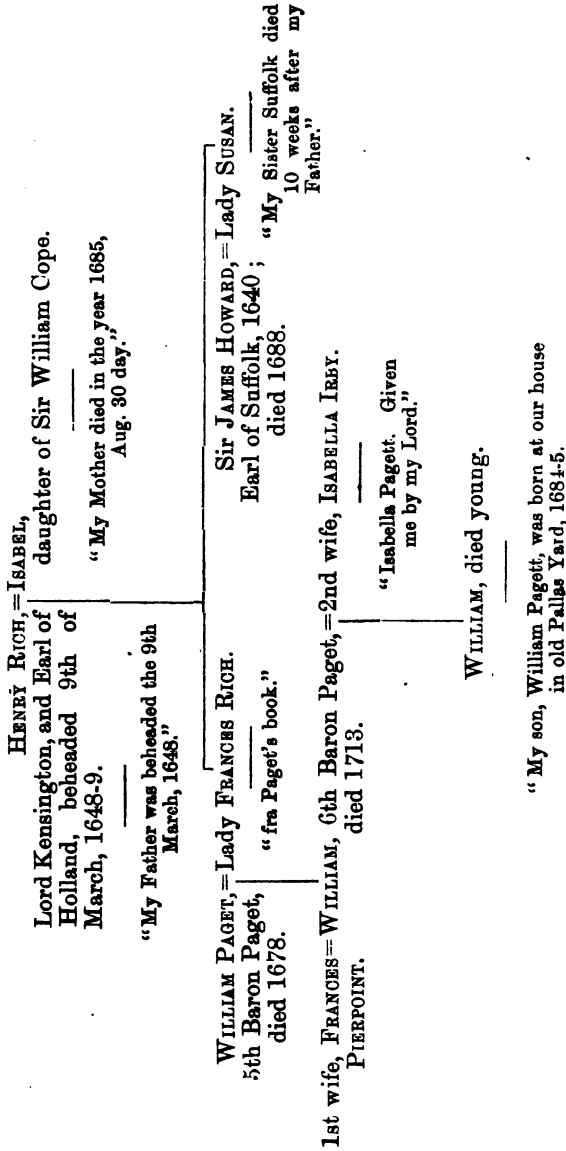 HENRY RICH,=ISABEL,
Lord Kensington, and Earl of
Holland, beheaded 9th of
March, 1648-9.
daughter of Sir William Cope.
"My Father was beheaded the 9th
March, 1648."
"My Mother died in the year 1685,
Aug. 30 day."
WILLIAM PAGET,=Lady FRANCES RICH.
5th Baron Paget,
died 1678.
"fra Paget's book."
Sir JAMES HOWARD,=Lady SUSAN.
Earl of Suffolk, 1640;
died 1688.
"My Sister Suffolk died
10 weeks after my
Father."
1st wife, FRANCES=WILLIAM, 6th Baron Paget,=2nd wife, ISABELLA IRBY.
PIERPOINT.
died 1713.
"Isabella Pagett. Given
me by my Lord."
WILLIAM, died young.
"My son, William Pagett, was born at our house
in old Pallas Yard, 1684-5.